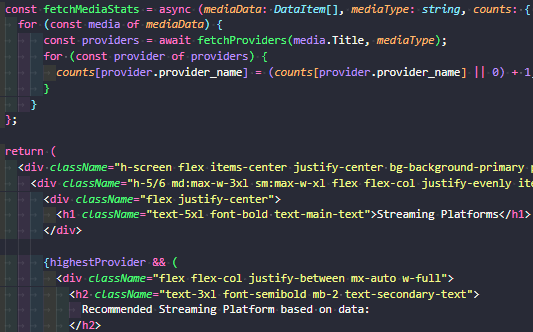 const fetchMediaStats = async (mediaData: DataItem[], mediaType: string, counts: {
for (const media of mediaData) {
const providers = await fetchProviders(media.Title, mediaType);
for (const provider of providers) {
counts[provider.provider_name] = (counts[provider.provider_name] || 0) + 1
}
}
};
return (
<div className="h-screen flex items-center justify-center bg-background-primary p
<div className="h-5/6 md:max-w-3xl sm:max-w-xl flex flex-col justify-evenly ite
<div className="flex justify-center">
<h1 className="text-5xl font-bold text-main-text">Streaming Platforms</h1>
</div>
{highestProvider && (
<div className="flex flex-col justify-between mx-auto w-full">
<h2 className="text-3xl font-semibold mb-2 text-secondary-text">
Recommended Streaming Platform based on data:
</h2>